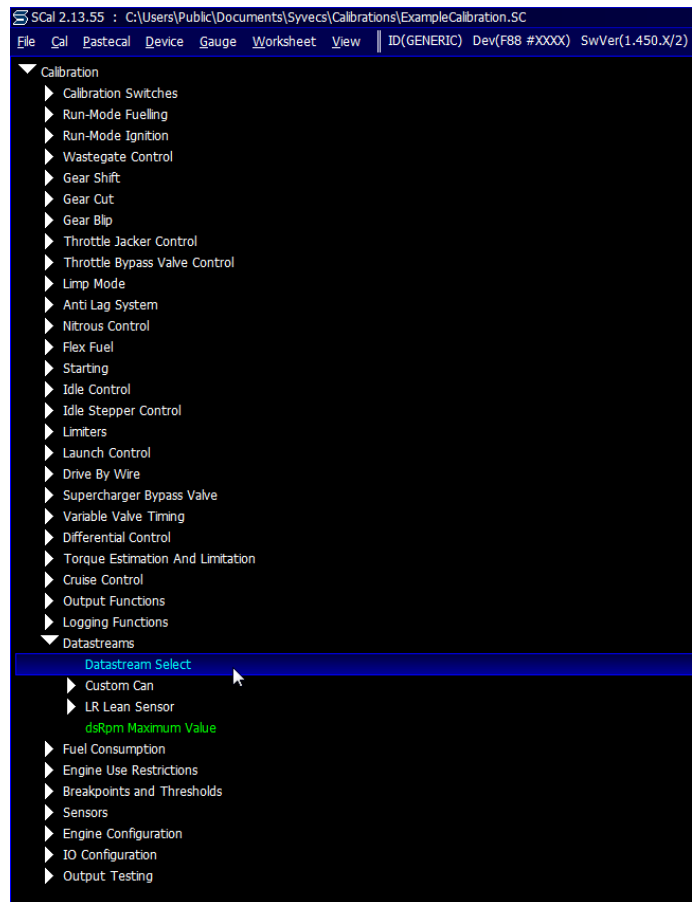 SCal 2.13.55 : C:\Users\Public\Documents\Syvecs\Calibrations\ExampleCalibration.SC
File Cal Pastecal Device Gauge Worksheet View ID(GENERIC) Dev(F88 #XXXX) SwVer(1.450.X/2)
Calibration
Calibration Switches
Run-Mode Fuelling
Run-Mode Ignition
Wastegate Control
Gear Shift
Gear Cut
Gear Blip
Throttle Jacker Control
Throttle Bypass Valve Control
Limp Mode
Anti Lag System
Nitrous Control
Flex Fuel
Starting
Idle Control
Idle Stepper Control
Limiters
Launch Control
Drive By Wire
Supercharger Bypass Valve
Variable Valve Timing
Differential Control
Torque Estimation And Limitation
Cruise Control
Output Functions
Logging Functions
Datastreams
Datastream Select
Custom Can
LR Lean Sensor
dsRpm Maximum Value
Fuel Consumption
Engine Use Restrictions
Breakpoints and Thresholds
Sensors
Engine Configuration
IO Configuration
Output Testing